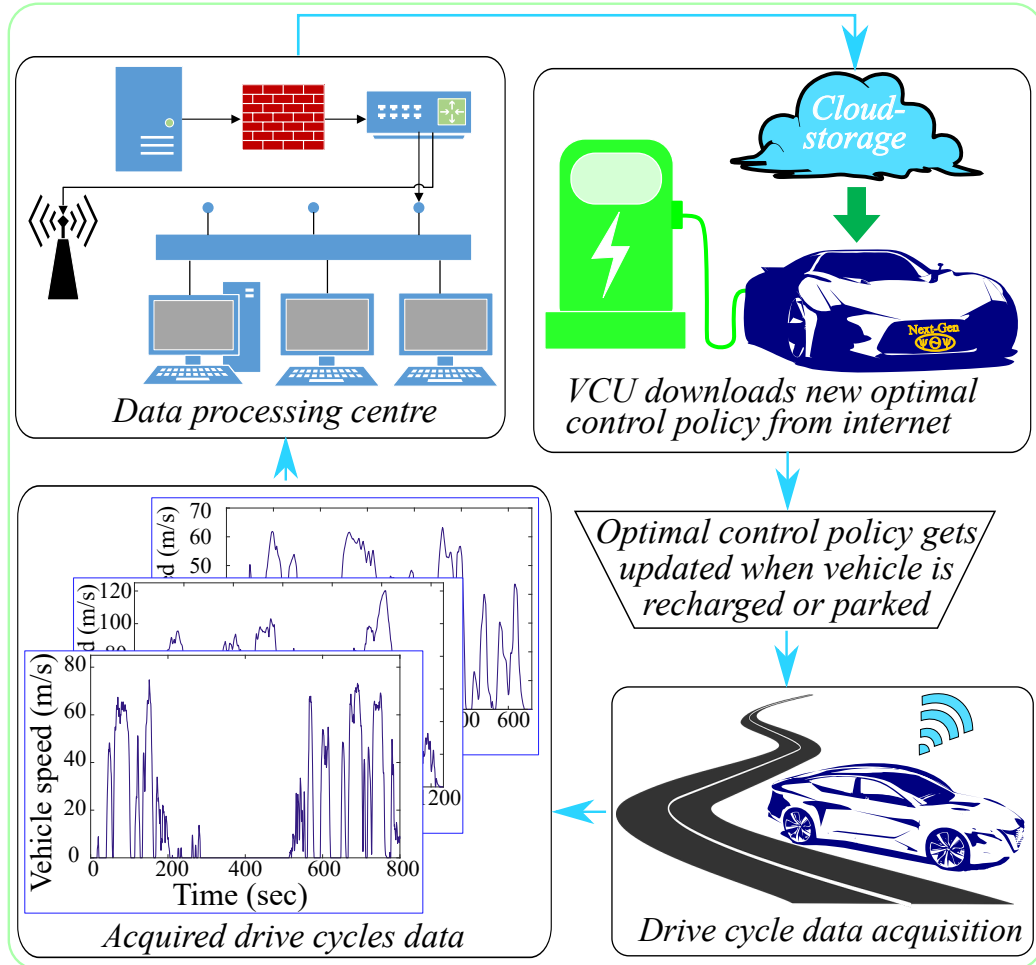 Cloud-
storage
Next-Gen
Data processing centre
VCU downloads new optimal
control policy from internet
Optimal control policy gets
updated when vehicle is
recharged or parked
70
60
50
(m/s)
600
120
100
(m/s)
200
80
60
40
20
0
Vehicle speed (m/s)
0 200 400 600 800
Time (sec)
Acquired drive cycles data
Drive cycle data acquisition